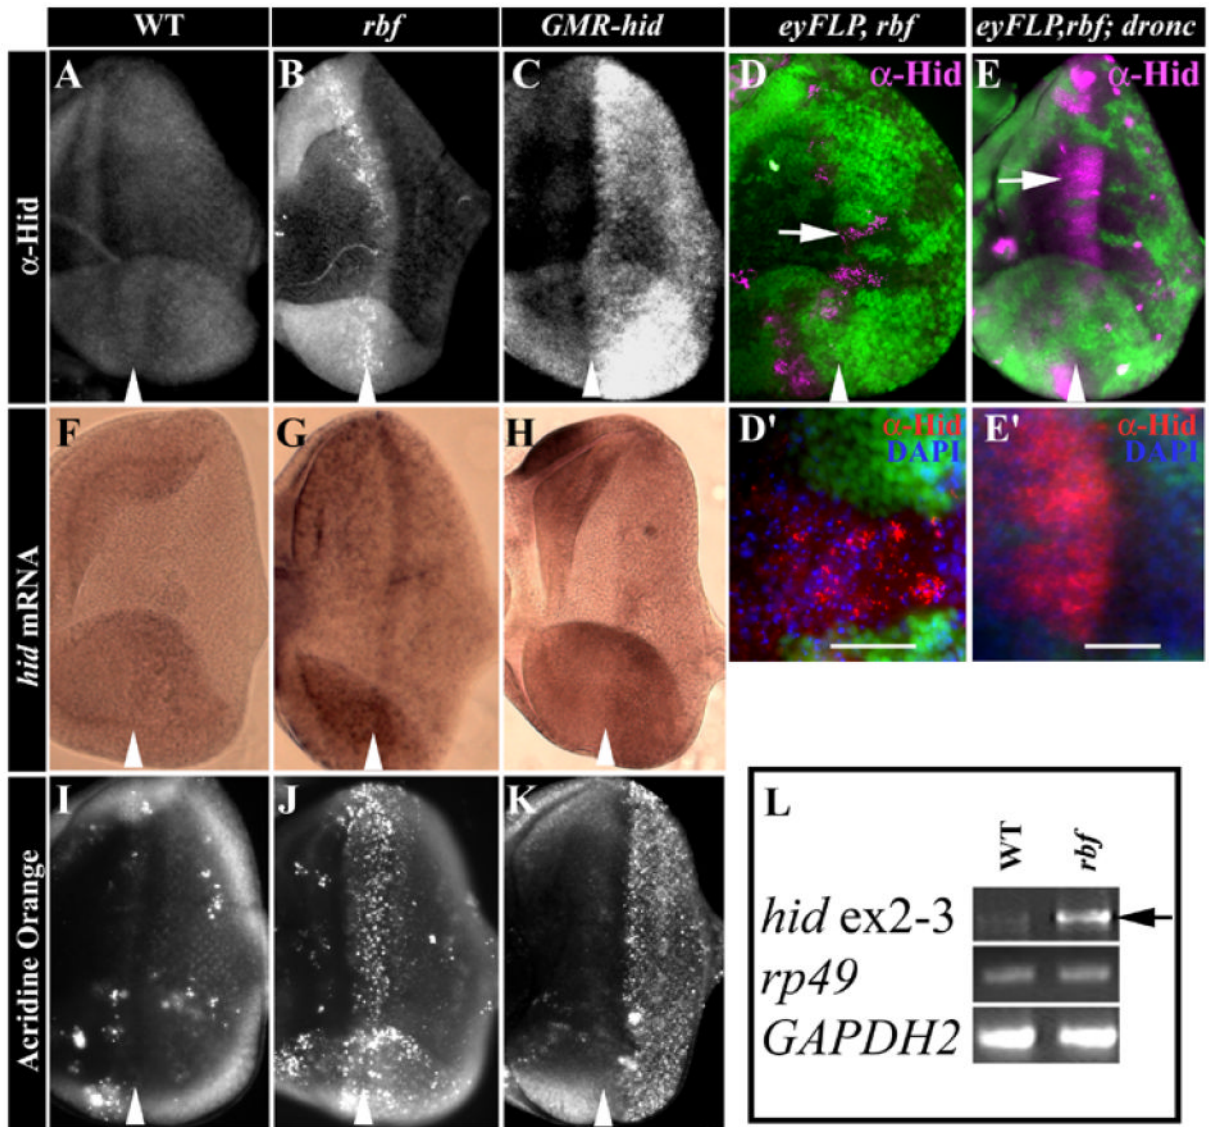 WT rbf GMR-hid eyFLP, rbf eyFLP,rbf; dronc
α-Hid
A B C D α-Hid E α-Hid
hid mRNA
F G H D' α-Hid E' α-Hid
DAPI DAPI
Acridine Orange
I J K L
WT rbf
hid ex2-3
rp49
GAPDH2